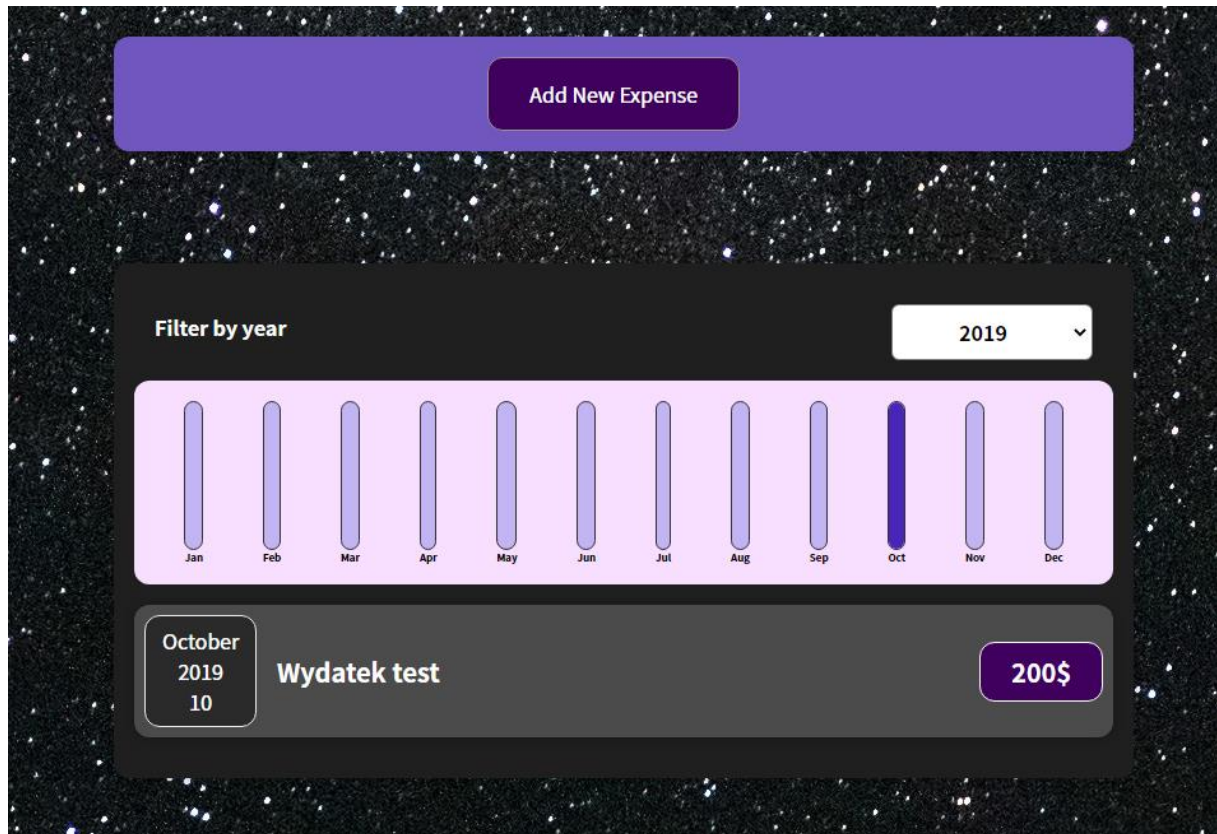 Add New Expense
Filter by year
2019
Jan Feb Mar Apr May Jun Jul Aug Sep Oct Nov Dec
October
2019
10
Wydatek test
200$